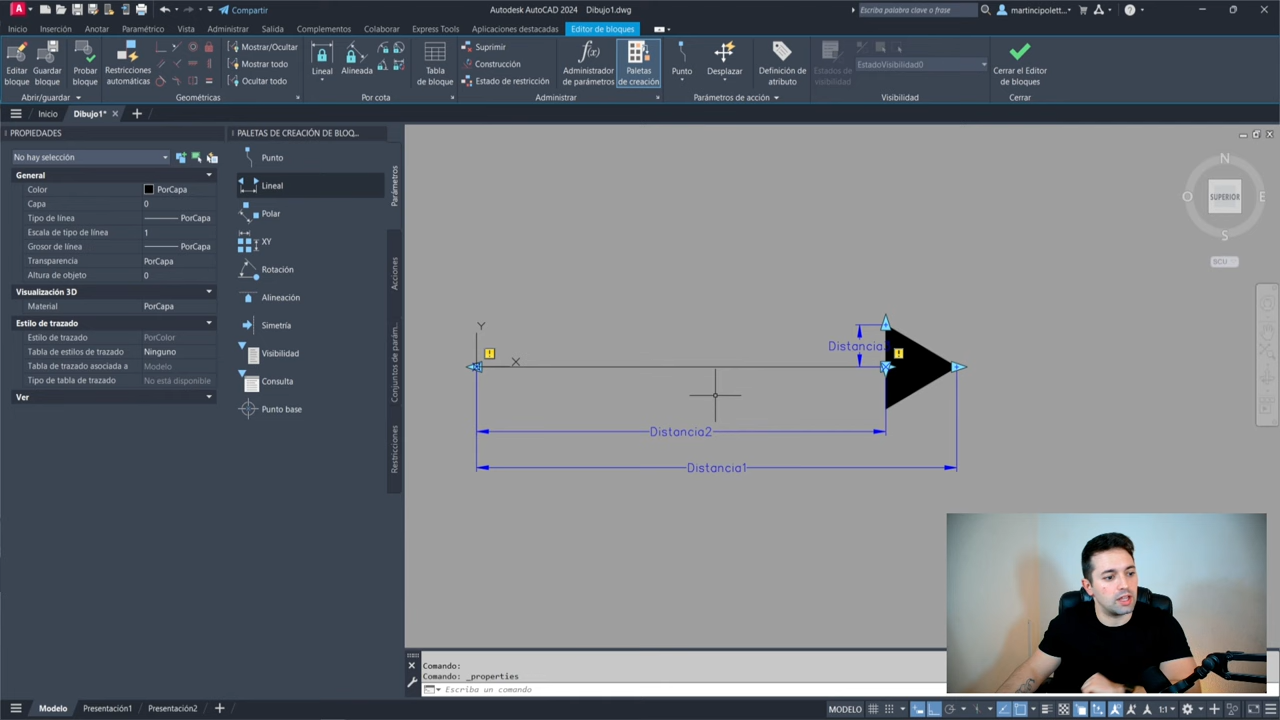 Compartir
Autodesk AutoCAD 2024 Dibujo1.dwg
Escriba palabra clave o frase
martincipolett...
Inicio Inserción Anotar Paramétrico Vista Administrar Salida Complementos Colaborar Express Tools Aplicaciones destacadas Editor de bloques
Editar bloque
Guardar bloque
Probar bloque
Abrir/guardar
Restricciones automáticas
Mostrar/Ocultar
Mostrar todo
Ocultar todo
Geométricas
Lineal
Alineada
Por cota
Tabla de bloque
Suprimir
Construcción
Estado de restricción
Administrar
Administrador de parámetros
Paletas de creación
Punto
Desplazar
Parámetros de acción
Definición de atributo
Estados de visibilidad
EstadoVisibilidad0
Visibilidad
Cerrar el Editor de bloques
Cerrar
Inicio Dibujo1*
PROPIEDADES
No hay selección
General
Color PorCapa
Capa 0
Tipo de línea PorCapa
Escala de tipo de línea 1
Grosor de línea PorCapa
Transparencia PorCapa
Altura de objeto 0
Visualización 3D
Material PorCapa
Estilo de trazado
Estilo de trazado PorColor
Tabla de estilos de trazado Ninguno
Tabla de trazado asociada a Modelo
Tipo de tabla de trazado No está disponible
Ver
PALETAS DE CREACIÓN DE BLOQ...
Punto
Lineal
Polar
XY
Rotación
Alineación
Simetría
Visibilidad
Consulta
Punto base
Parámetros
Acciones
Conjuntos de parám...
Restricciones
Y
X
Distancia
Distancia2
Distancia1
N
O SUPERIOR E
S
SCU
Comando:
Comando: _properties
Escriba un comando
Modelo Presentación1 Presentación2
MODELO
1:1